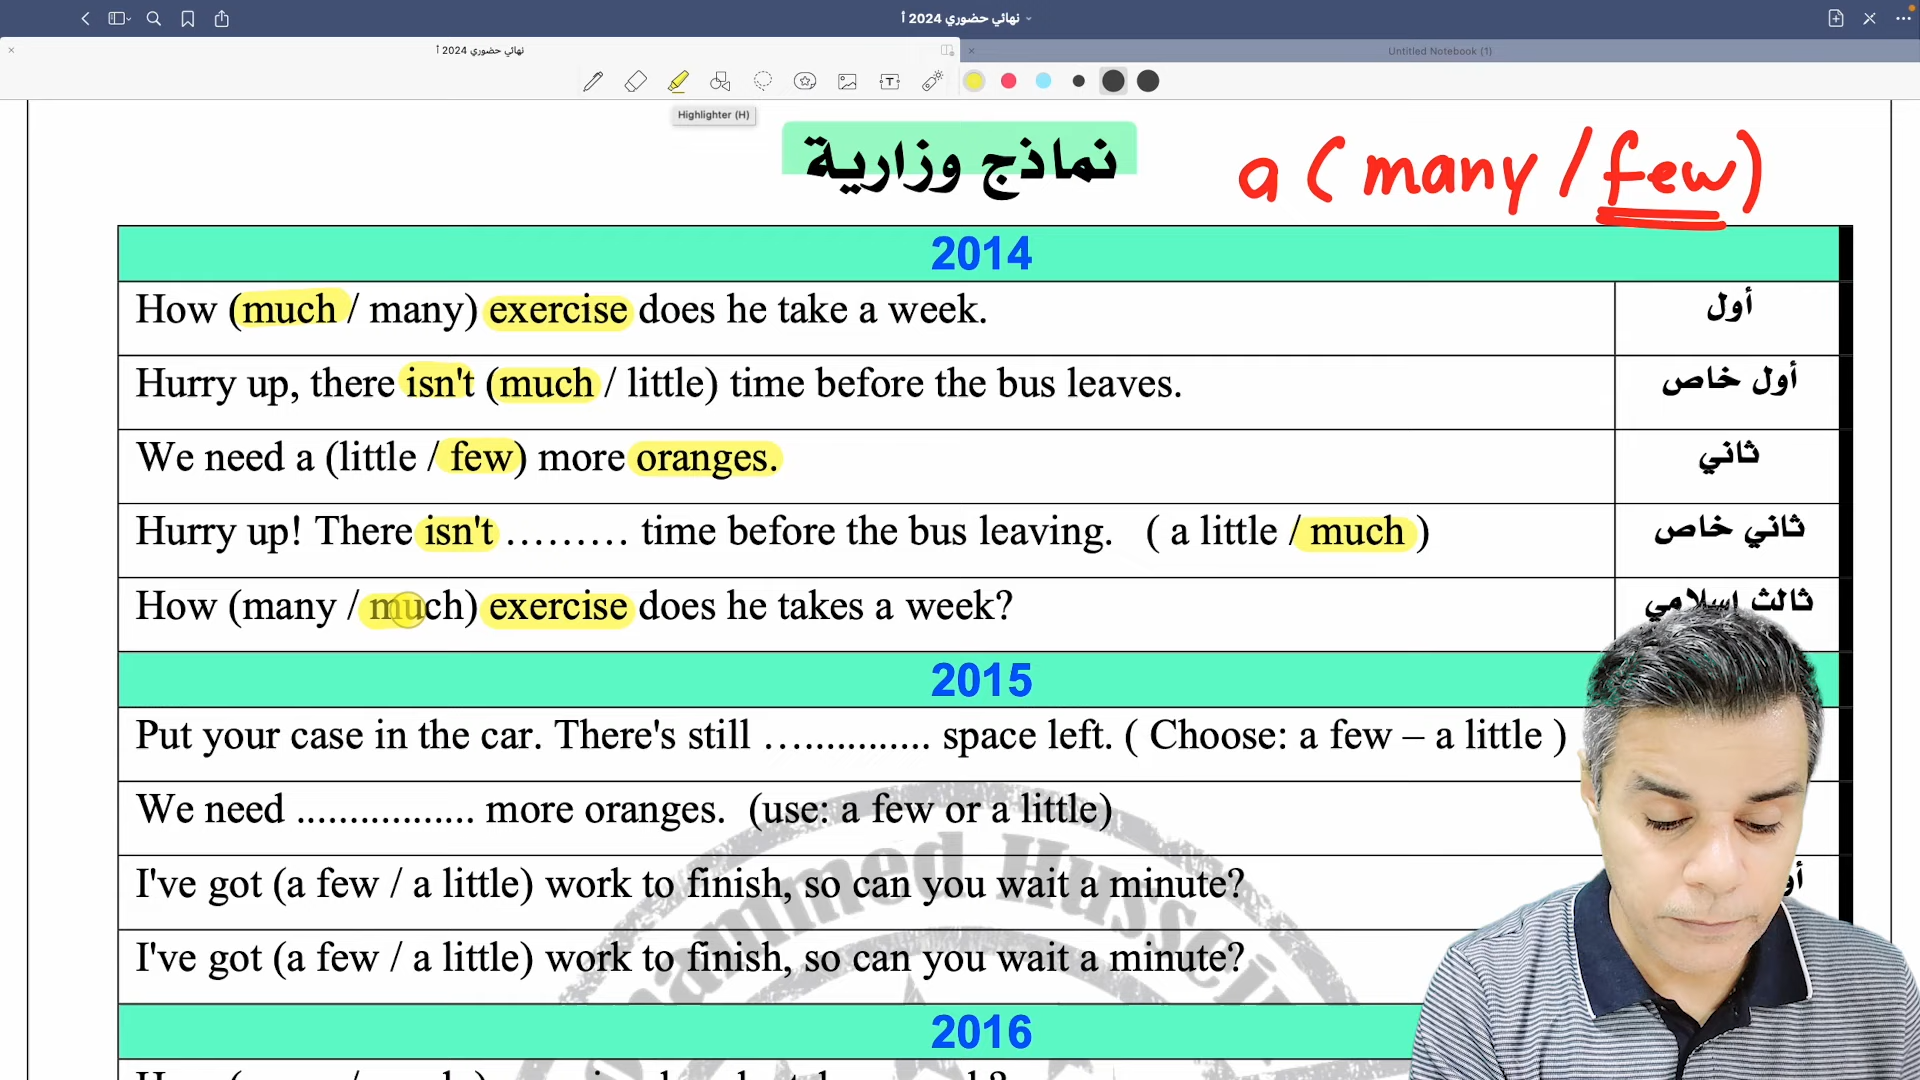 نهائي حضوري 2024 أ
نهائي حضوري 2024 أ
Untitled Notebook (1)
Highlighter (H)
نماذج وزارية
a ( many / few )
2014
How (much / many) exercise does he take a week.
أول
Hurry up, there isn't (much / little) time before the bus leaves.
أول خاص
We need a (little / few) more oranges.
ثاني
Hurry up! There isn't ......... time before the bus leaving. ( a little / much )
ثاني خاص
How (many / much) exercise does he takes a week?
ثالث اسلامي
2015
Put your case in the car. There's still ............... space left. ( Choose: a few – a little )
We need ................. more oranges. (use: a few or a little)
I've got (a few / a little) work to finish, so can you wait a minute?
I've got (a few / a little) work to finish, so can you wait a minute?
2016